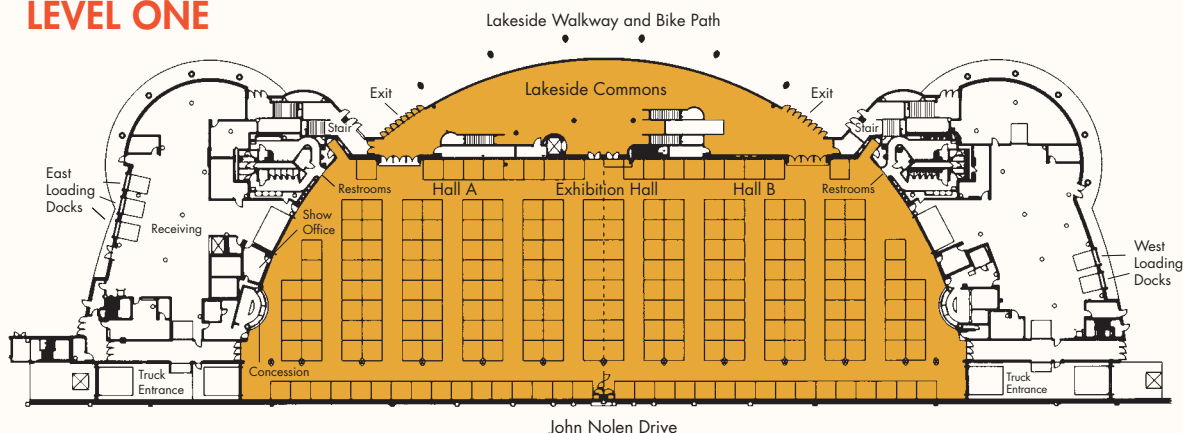 LEVEL ONE
Lakeside Walkway and Bike Path
Exit
Lakeside Commons
Exit
Stair
Stair
East
Loading
Docks
Restrooms
Hall A
Exhibition Hall
Hall B
Restrooms
Show
Office
Receiving
West
Loading
Docks
Concession
Truck
Entrance
Truck
Entrance
John Nolen Drive